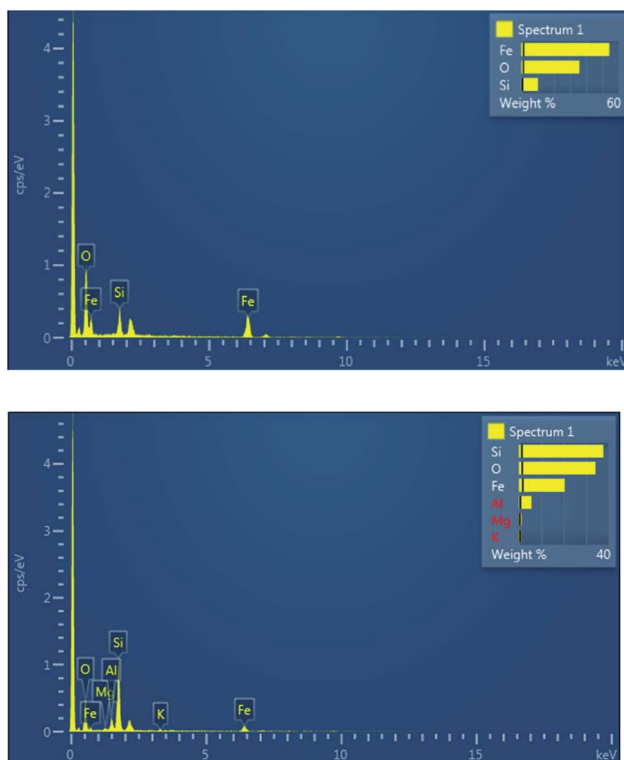 Spectrum 1
Fe
O
Si
Weight % 60
cps/eV
4
3
2
1
0
O
Fe
Si
Fe
0 5 10 15 keV
Spectrum 1
Si
O
Fe
Al
Mg
K
Weight % 40
cps/eV
4
3
2
1
0
Si
O
Al
Mg
Fe
K
Fe
0 5 10 15 keV